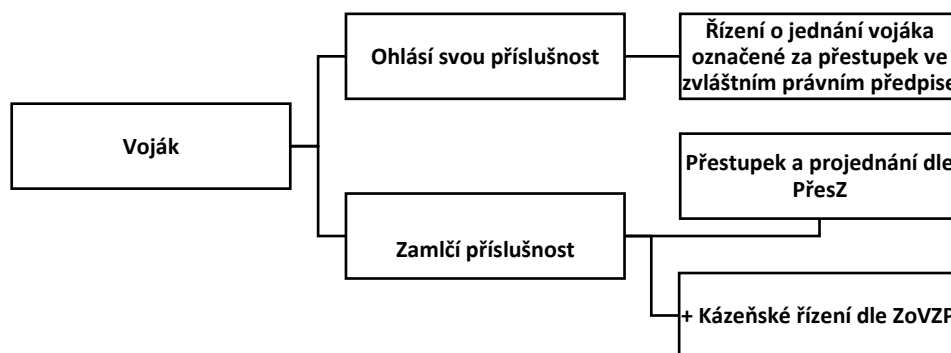 Voják
Ohlásí svou příslušnost
Řízení o jednání vojáka
označené za přestupek ve
zvláštním právním předpise
Zamlčí příslušnost
Přestupek a projednání dle
PřesZ
+ Kázeňské řízení dle ZoVZP